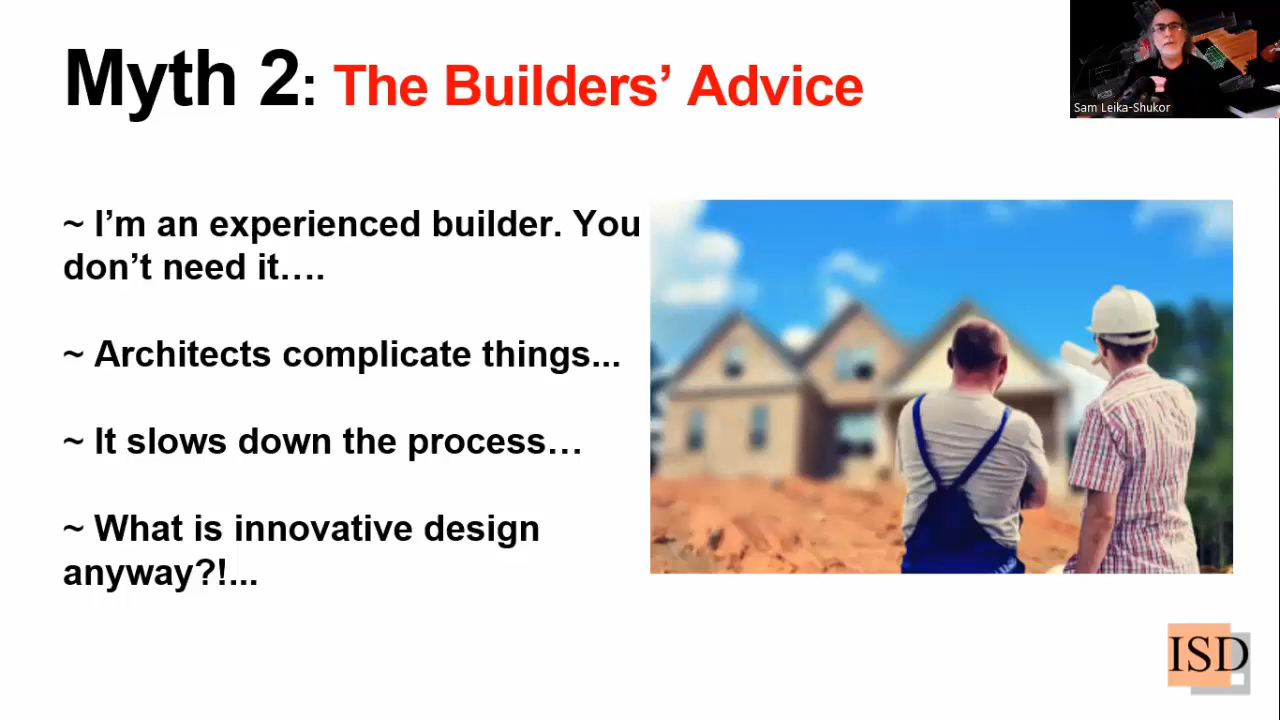 Myth 2: The Builders’ Advice
Sam Leika-Shukor
~ I’m an experienced builder. You
don’t need it….
~ Architects complicate things...
~ It slows down the process…
~ What is innovative design
anyway?!...
ISD